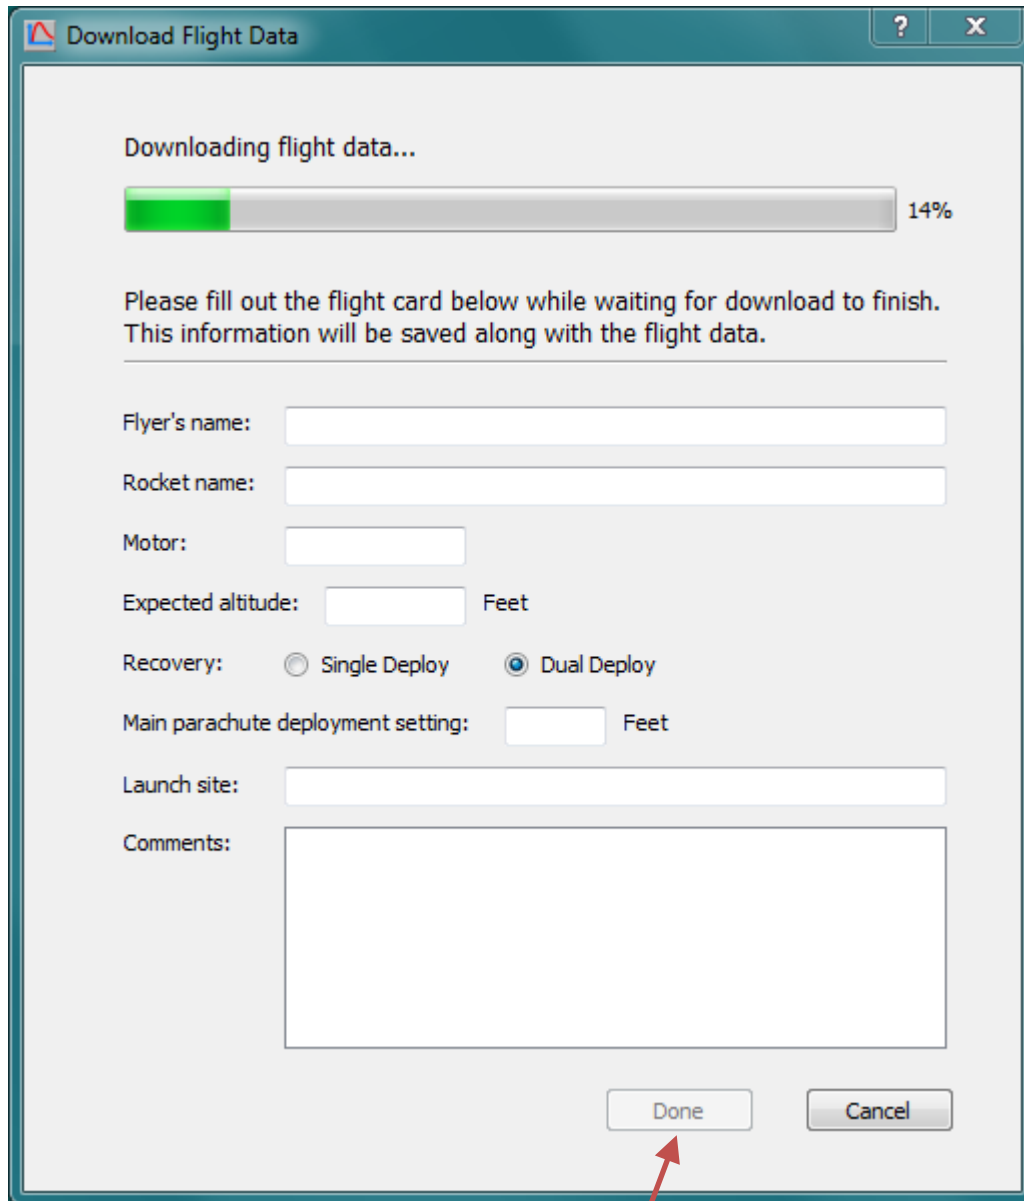 Download Flight Data
?
X
Downloading flight data...
14%
Please fill out the flight card below while waiting for download to finish.
This information will be saved along with the flight data.
Flyer's name:
Rocket name:
Motor:
Expected altitude: Feet
Recovery: Single Deploy Dual Deploy
Main parachute deployment setting: Feet
Launch site:
Comments:
Done Cancel